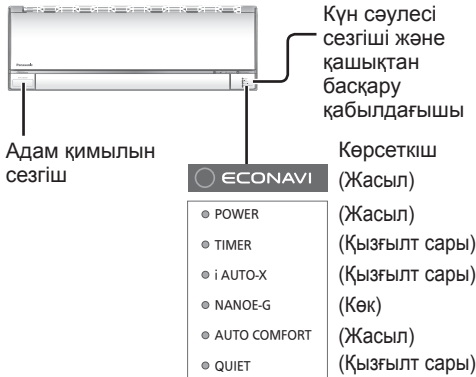 Күн сәулесі
сезгіші және
қашықтан
басқару
қабылдағышы
Panasonic
Адам қимылын
сезгіш
Көрсеткіш
ECONAVI (Жасыл)
POWER (Жасыл)
TIMER (Қызғылт сары)
i AUTO-X (Қызғылт сары)
NANOE-G (Көк)
AUTO COMFORT (Жасыл)
QUIET (Қызғылт сары)